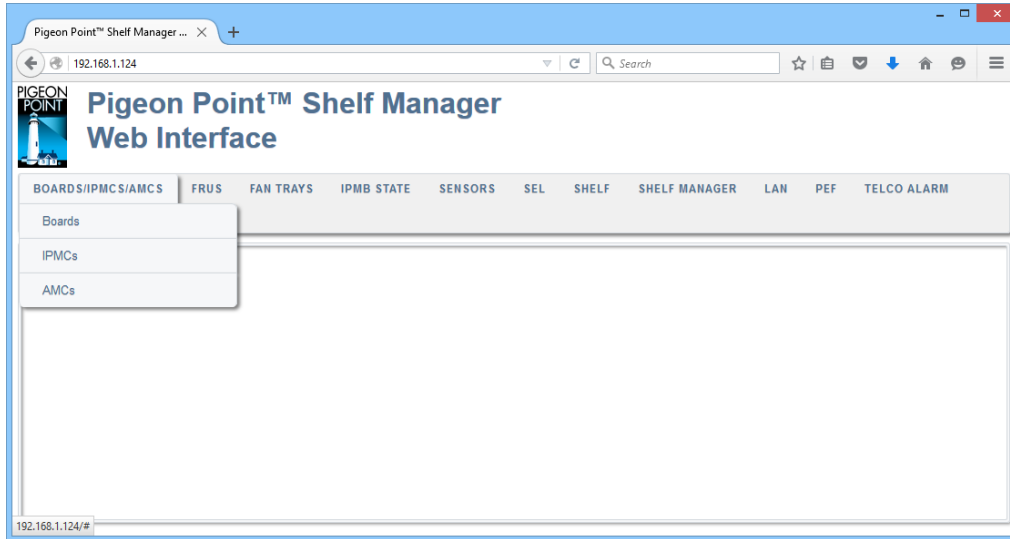 Pigeon Point™ Shelf Manager ...
192.168.1.124
Search
PIGEON
POINT
Pigeon Point™ Shelf Manager
Web Interface
BOARDS/IPMCS/AMCS FRUS FAN TRAYS IPMB STATE SENSORS SEL SHELF SHELF MANAGER LAN PEF TELCO ALARM
Boards
IPMCs
AMCs
192.168.1.124/#